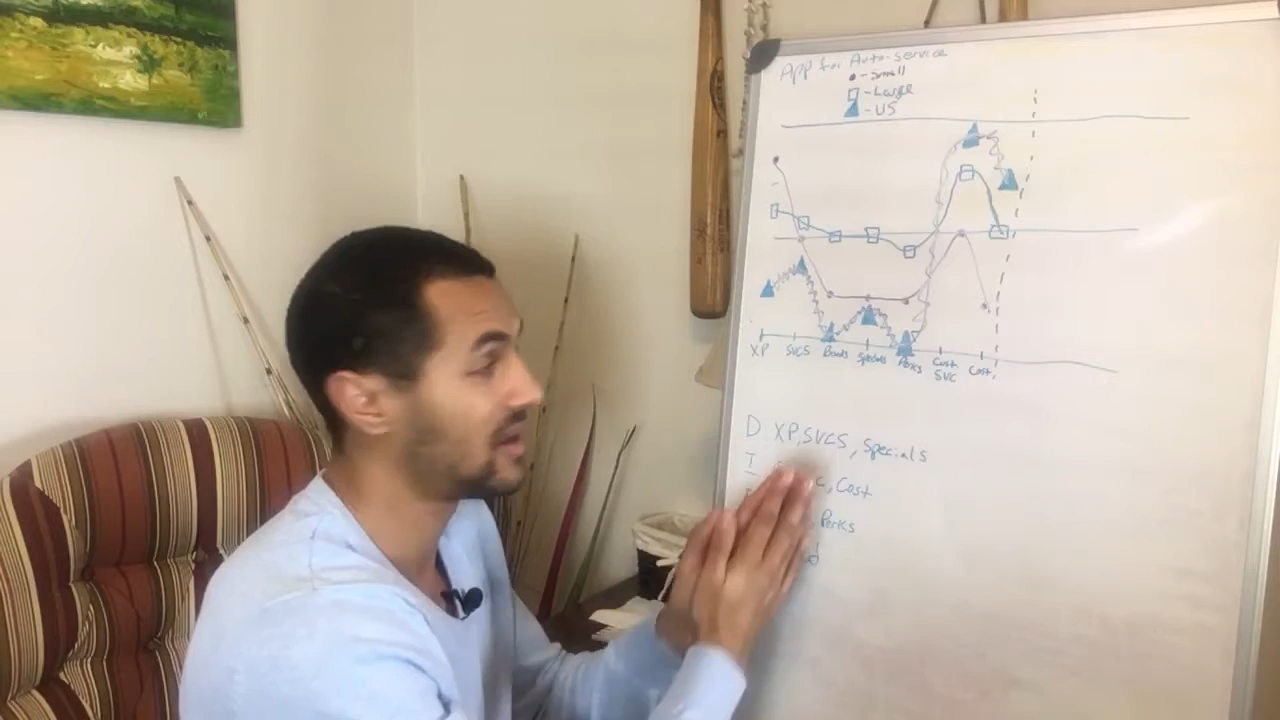 App for Auto-service
- Small
- Large
- US
XP SVCS Specials Perks Cust. SVC Cost
D XP, SVCS, Specials
I , Cost
, Perks